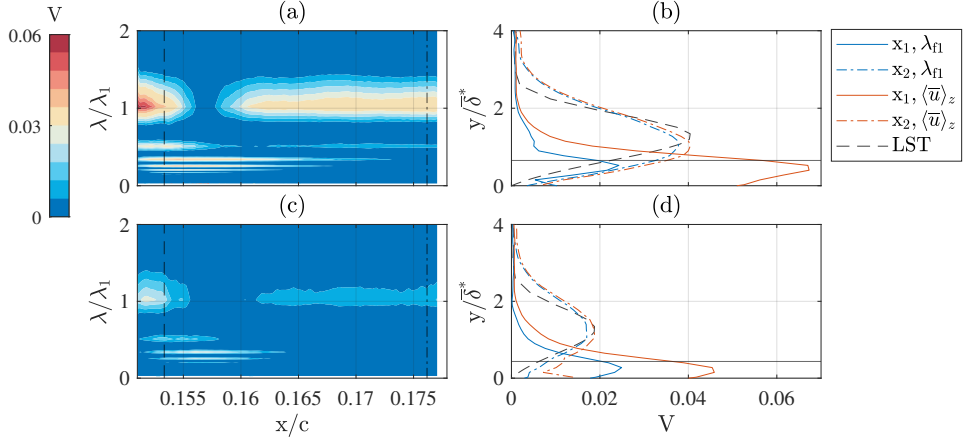 V
(a)
(b)
0.06
0.03
0
λ/λ₁
2
1
0
y/δ̅*
4
2
0
x₁, λf1
x₂, λf1
x₁, ⟨u̅⟩z
x₂, ⟨u̅⟩z
LST
(c)
(d)
λ/λ₁
2
1
0
0.155 0.16 0.165 0.17 0.175
x/c
y/δ̅*
4
2
0
0 0.02 0.04 0.06
V